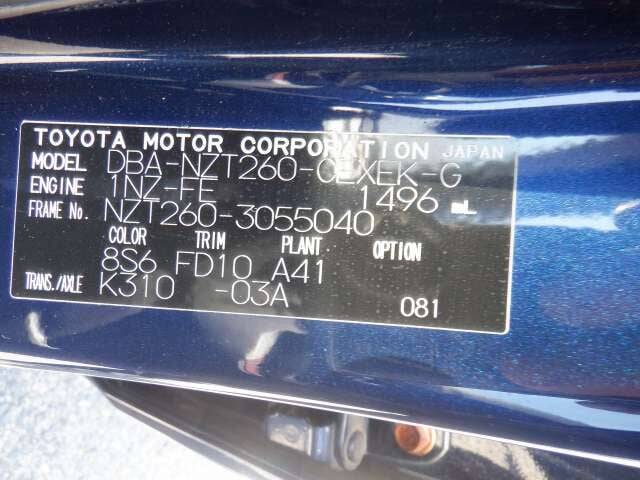 TOYOTA MOTOR CORPORATION JAPAN
MODEL DBA-NZT260-CEXEK-G
ENGINE 1NZ-FE 1496 mL
FRAME No. NZT260-3055040
COLOR TRIM PLANT OPTION
8S6 FD10 A41
TRANS./AXLE K310 -03A
081